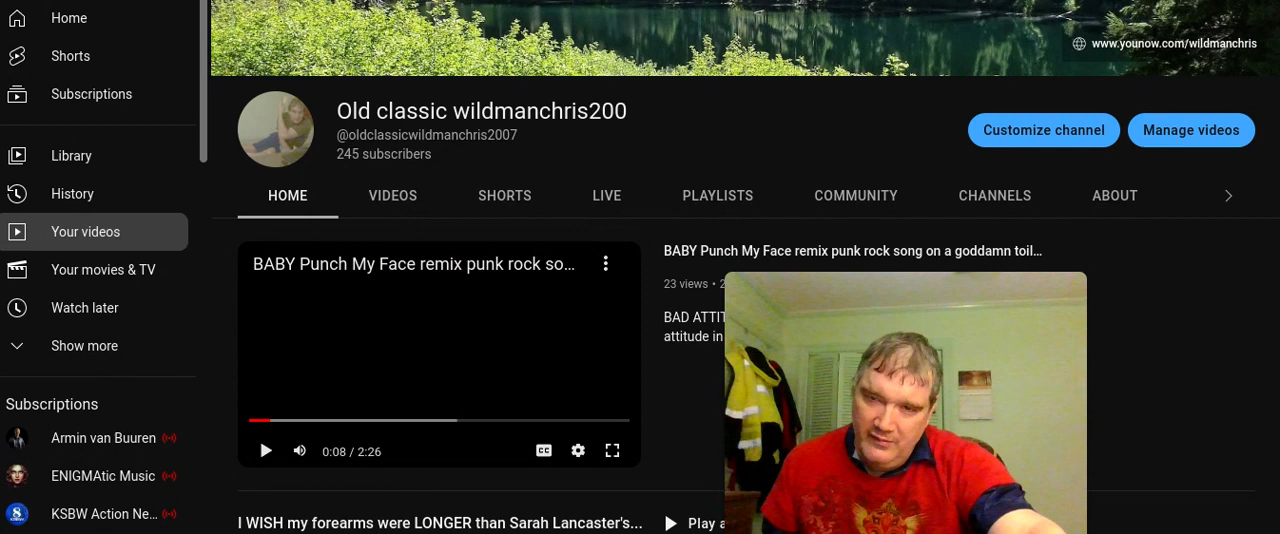 Home
Shorts
Subscriptions
Library
History
Your videos
Your movies & TV
Watch later
Show more
Subscriptions
Armin van Buuren
ENIGMAtic Music
KSBW Action Ne...
www.younow.com/wildmanchris
Old classic wildmanchris200
@oldclassicwildmanchris2007
245 subscribers
Customize channel
Manage videos
HOME VIDEOS SHORTS LIVE PLAYLISTS COMMUNITY CHANNELS ABOUT
BABY Punch My Face remix punk rock so...
0:08 / 2:26
CC
BABY Punch My Face remix punk rock song on a goddamn toil...
23 views • 2
BAD ATTIT
attitude in
I WISH my forearms were LONGER than Sarah Lancaster's...
Play a